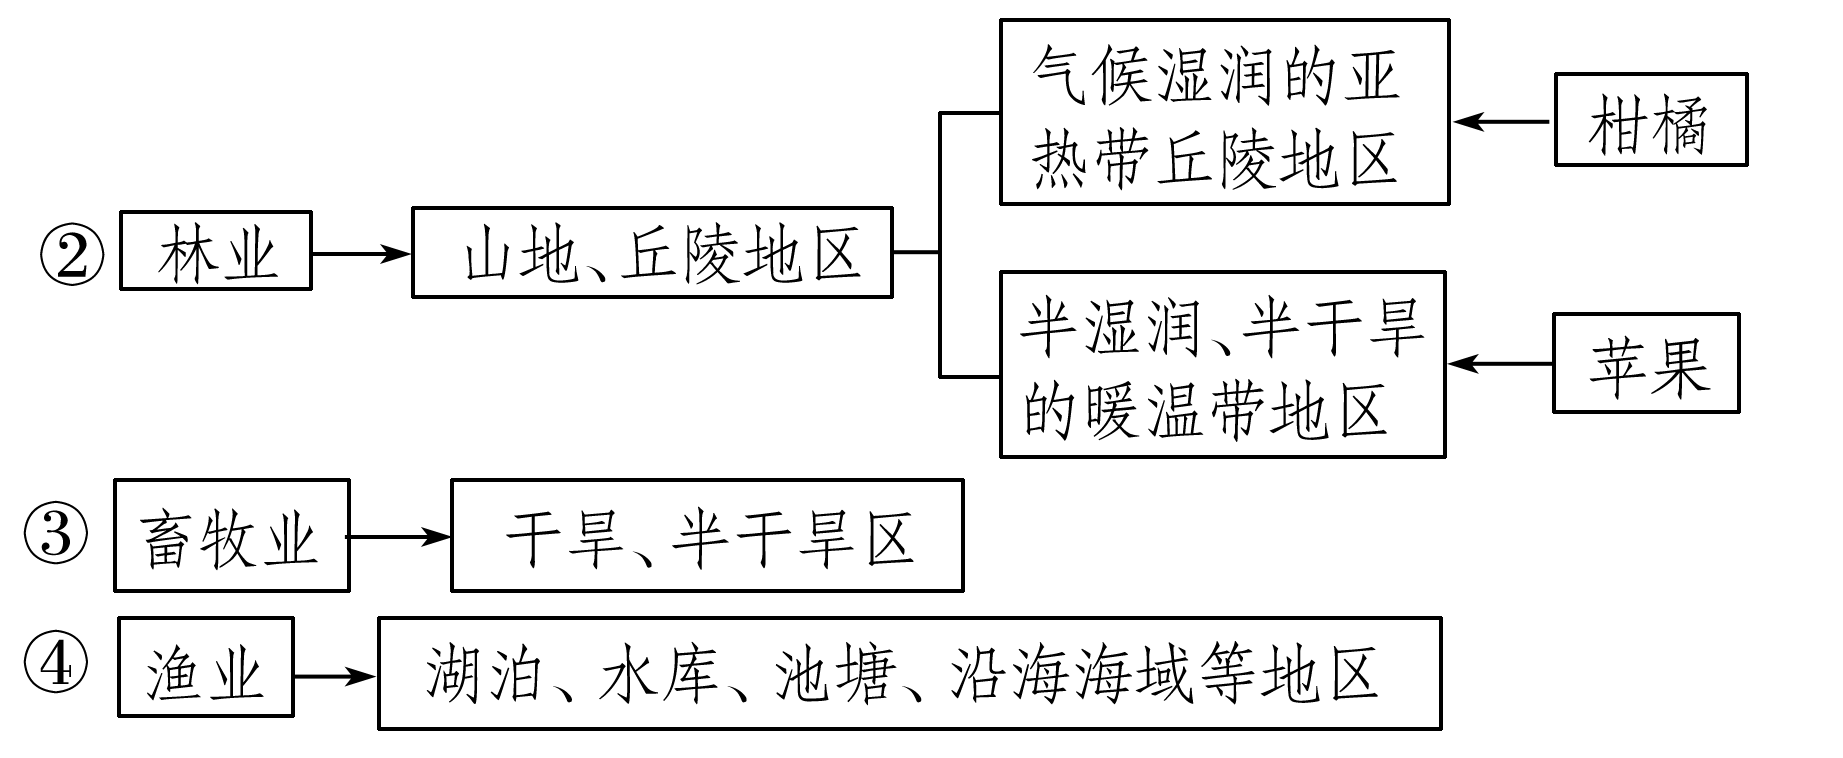 气候湿润的亚
热带丘陵地区
柑橘
② 林业
山地、丘陵地区
半湿润、半干旱
的暖温带地区
苹果
③ 畜牧业
干旱、半干旱区
④ 渔业
湖泊、水库、池塘、沿海海域等地区